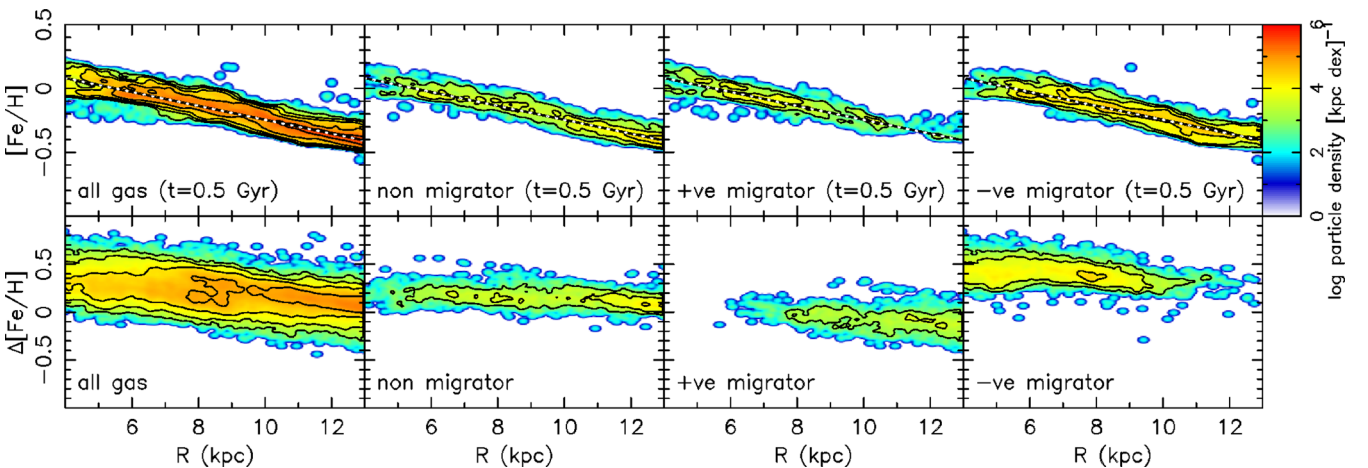 0.5
0
−0.5
[Fe/H]
all gas (t=0.5 Gyr)
non migrator (t=0.5 Gyr)
+ve migrator (t=0.5 Gyr)
−ve migrator (t=0.5 Gyr)
0 2 4 6
log particle density [kpc dex]−1
0.5
0
−0.5
Δ[Fe/H]
all gas
non migrator
+ve migrator
−ve migrator
6 8 10 12 6 8 10 12 6 8 10 12 6 8 10 12
R (kpc) R (kpc) R (kpc) R (kpc)